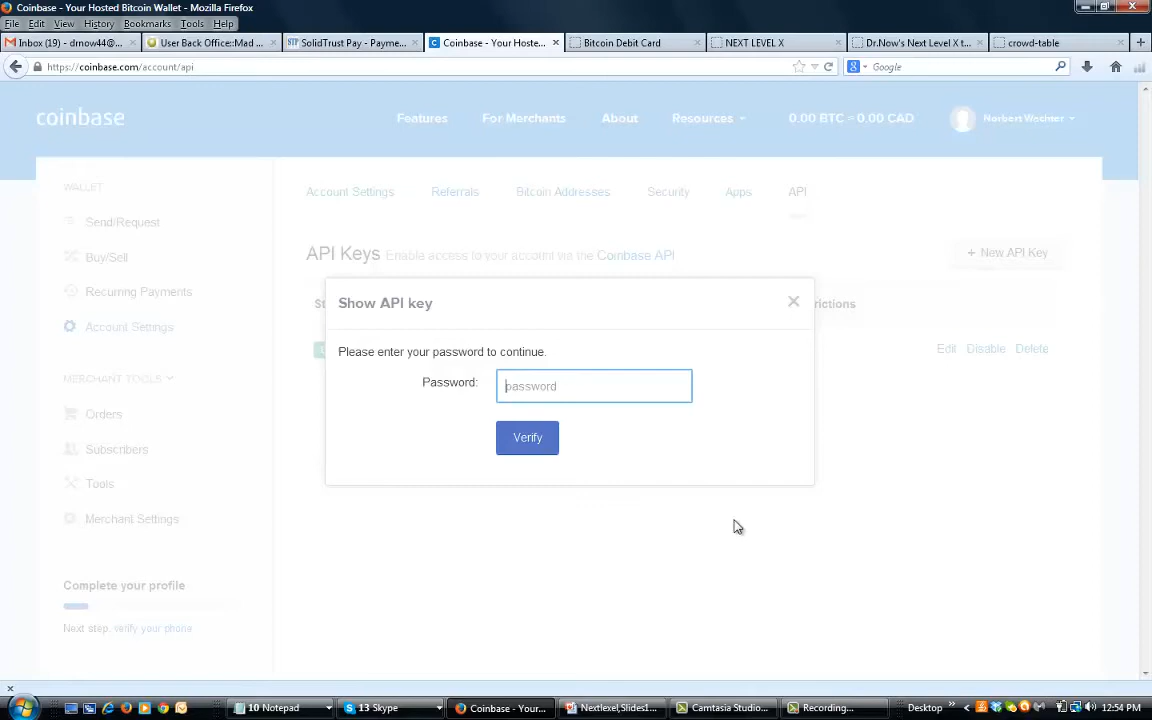 Coinbase - Your Hosted Bitcoin Wallet - Mozilla Firefox
File Edit View History Bookmarks Tools Help
Inbox (19) - drnow44@... User Back Office::Mad ... SolidTrust Pay - Payme... Coinbase - Your Hoste... Bitcoin Debit Card NEXT LEVEL X Dr.Now's Next Level X t... crowd-table
https://coinbase.com/account/api Google
coinbase Features For Merchants About Resources 0.00 BTC = 0.00 CAD Norbert
WALLET Account Settings Referrals Bitcoin Addresses Security Apps API
Send/Request
API Keys Enable access to your account via the Coinbase API + New API Key
Buy/Sell
Recurring Payments
St
Show API key
rictions
Account Settings
Please enter your password to continue.
Edit Disable Delete
MERCHANT TOOLS
Password: password
Orders
Verify
Subscribers
Tools
Merchant Settings
Complete your profile
Next step: verify your phone
10 Notepad 13 Skype Coinbase - Your... Nextlexel,Slides1... Camtasia Studio... Recording... Desktop 12:54 PM